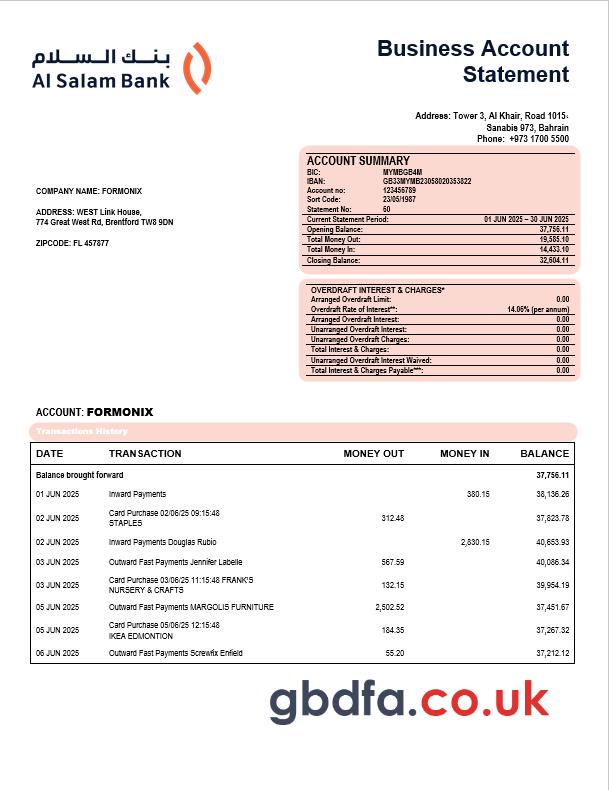 بنك السلام
Al Salam Bank
Business Account
Statement
Address: Tower 3, Al Khair, Road 1015،
Sanabis 973, Bahrain
Phone: +973 1700 5500
COMPANY NAME: FORMONIX
ADDRESS: WEST Link House,
774 Great West Rd, Brentford TW8 9DN
ZIPCODE: FL 457877
ACCOUNT SUMMARY
BIC: MYMBGB4M
IBAN: GB33MYMB23058020353822
Account no: 123456789
Sort Code: 23/05/1987
Statement No: 60
Current Statement Period: 01 JUN 2025 – 30 JUN 2025
Opening Balance: 37,756.11
Total Money Out: 19,585.10
Total Money In: 14,433.10
Closing Balance: 32,604.11
OVERDRAFT INTEREST & CHARGES*
Arranged Overdraft Limit: 0.00
Overdraft Rate of Interest**: 14.06% (per annum)
Arranged Overdraft Interest: 0.00
Unarranged Overdraft Interest: 0.00
Unarranged Overdraft Charges: 0.00
Total Interest & Charges: 0.00
Unarranged Overdraft Interest Waived: 0.00
Total Interest & Charges Payable***: 0.00
ACCOUNT: FORMONIX
Transactions History
DATE TRANSACTION MONEY OUT MONEY IN BALANCE
Balance brought forward 37,756.11
01 JUN 2025 Inward Payments 380.15 38,136.26
02 JUN 2025 Card Purchase 02/06/25 09:15:48 312.48 37,823.78
STAPLES
02 JUN 2025 Inward Payments Douglas Rubio 2,830.15 40,653.93
03 JUN 2025 Outward Fast Payments Jennifer Labelle 567.59 40,086.34
03 JUN 2025 Card Purchase 03/06/25 11:15:48 FRANK'S 132.15 39,954.19
NURSERY & CRAFTS
05 JUN 2025 Outward Fast Payments MARGOLIS FURNITURE 2,502.52 37,451.67
05 JUN 2025 Card Purchase 05/06/25 12:15:48 184.35 37,267.32
IKEA EDMONTION
06 JUN 2025 Outward Fast Payments Screwfix Enfield 55.20 37,212.12
gbdfa.co.uk